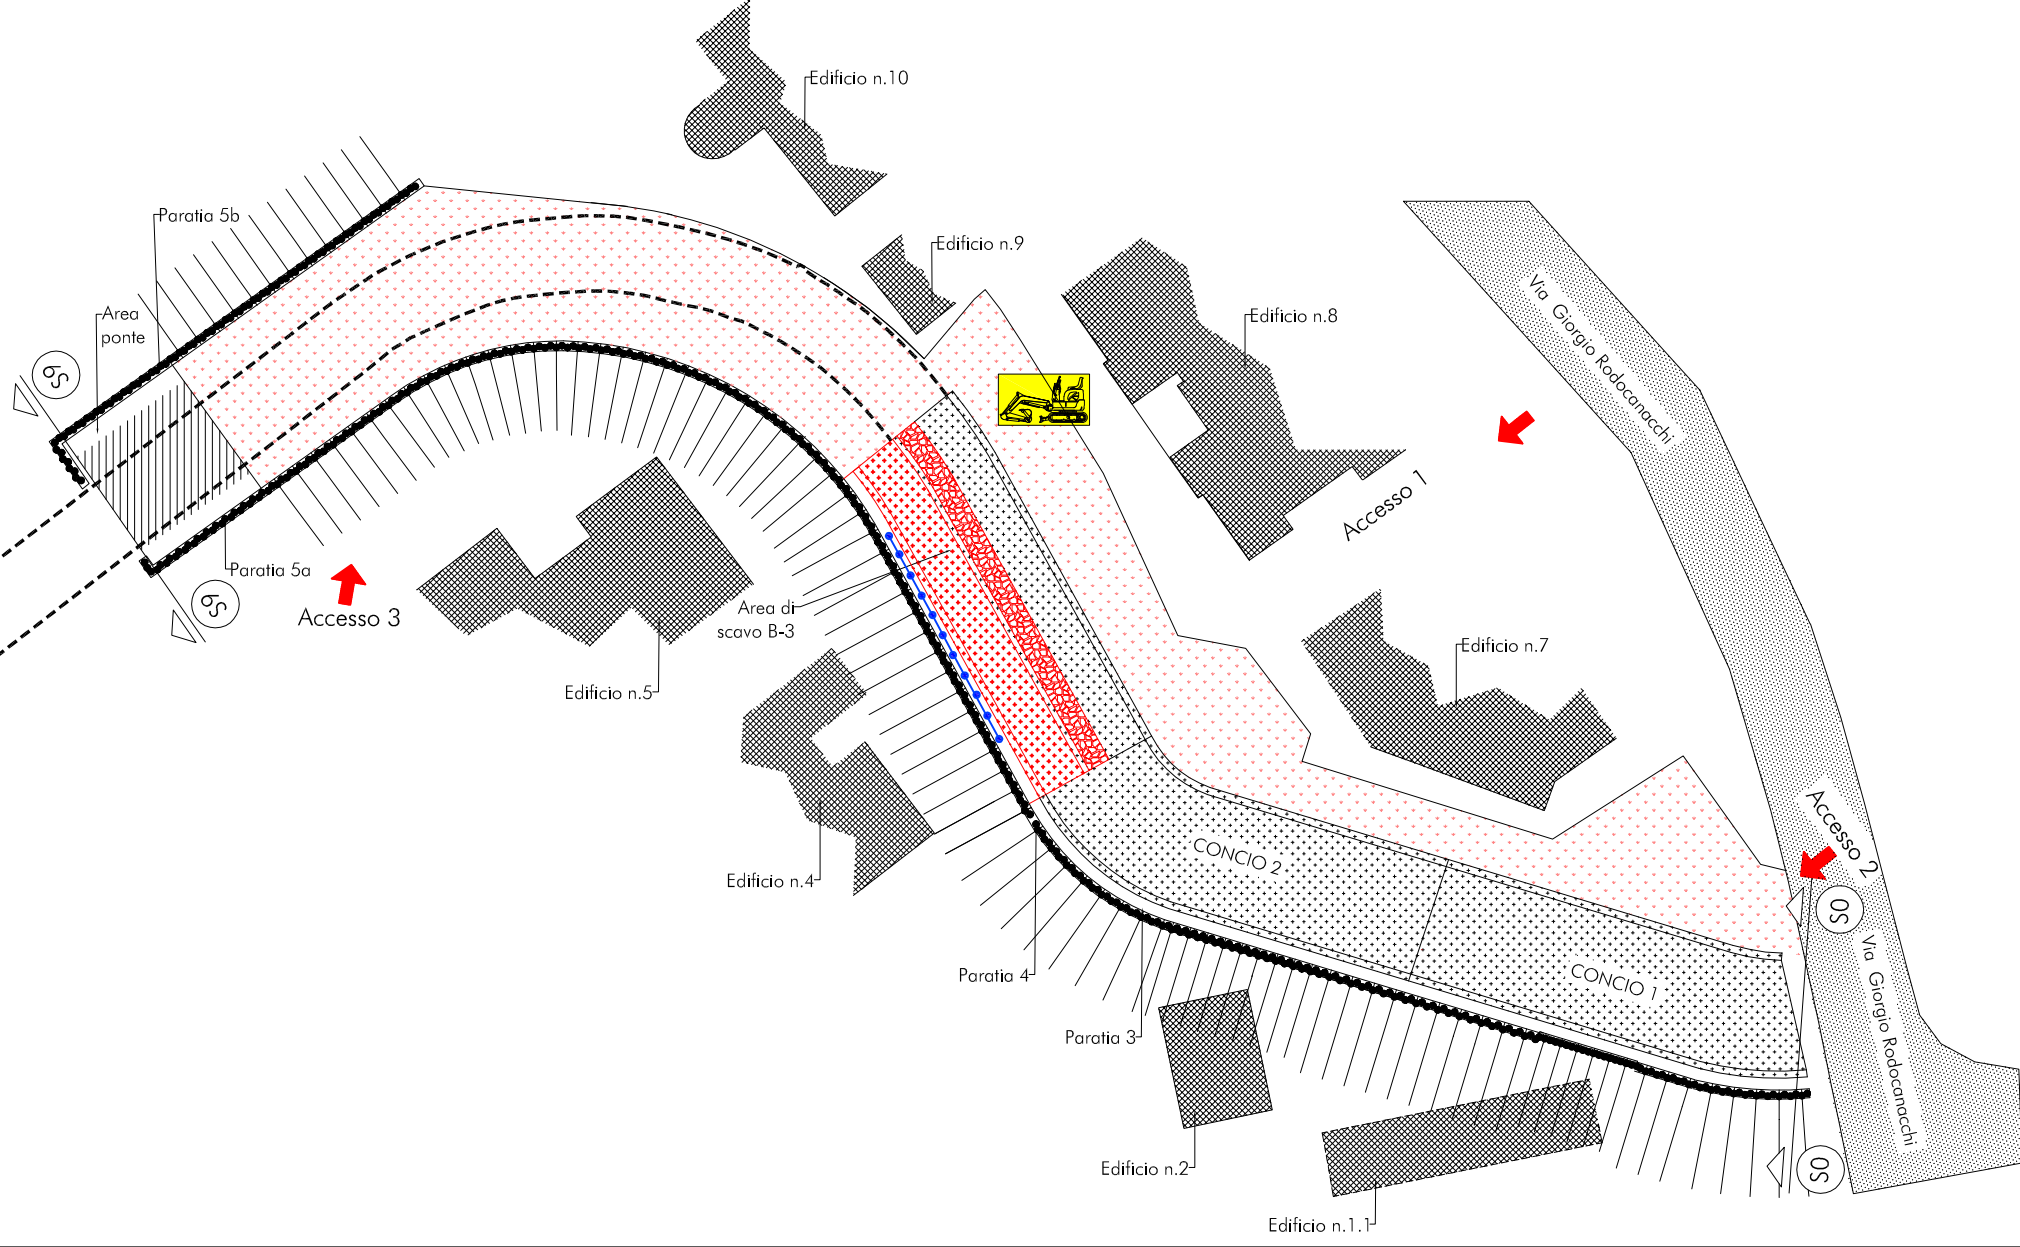 Edificio n.10
Paratia 5b
Edificio n.9
Area
ponte
Edificio n.8
Via Giorgio Rodocanacchi
S9
Accesso 1
Paratia 5a
S9
Accesso 3
Area di
scavo B-3
Edificio n.5
Edificio n.7
Accesso 2
CONCIO 2
Edificio n.4
S0
Via Giorgio Rodocanacchi
Paratia 4
CONCIO 1
Paratia 3
Edificio n.2
S0
Edificio n.1.1